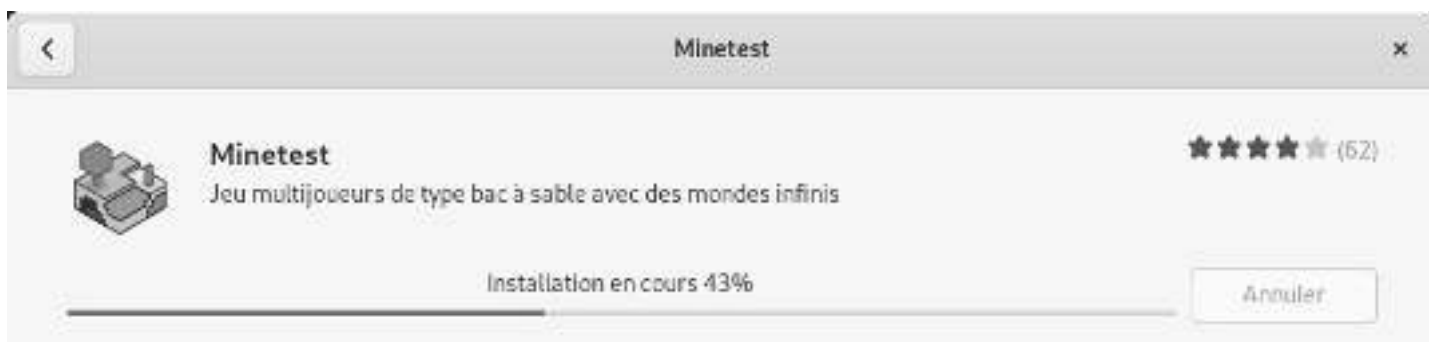 Minetest
Minetest
(62)
Jeu multijoueurs de type bac à sable avec des mondes infinis
Installation en cours 43%
Annuler